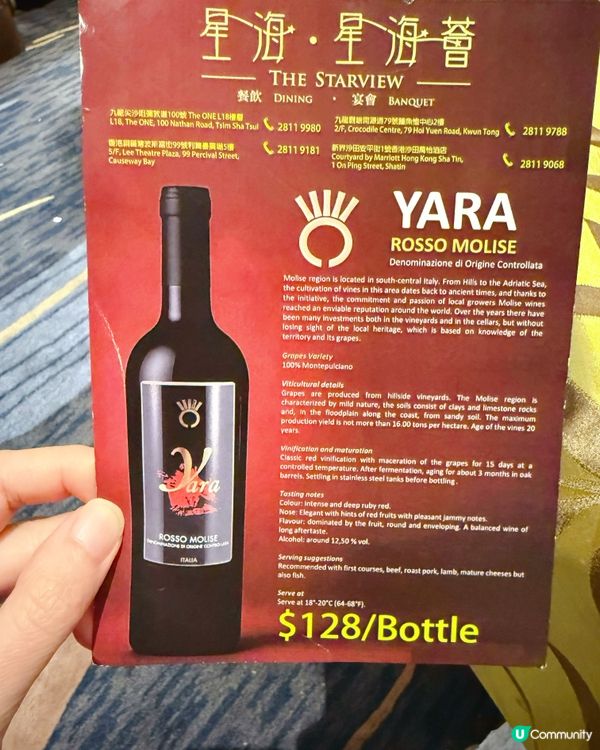 星海・星海薈
THE STARVIEW
餐飲 DINING ・ 宴會 BANQUET
九龍尖沙咀彌敦道100號 The ONE L18樓層
L18, The ONE, 100 Nathan Road, Tsim Sha Tsui 2811 9980
九龍觀塘開源道79號鱷魚恤中心2樓
2/F, Crocodile Centre, 79 Hoi Yuen Road, Kwun Tong 2811 9788
香港銅鑼灣波斯富街99號利舞臺廣場5樓
5/F, Lee Theatre Plaza, 99 Percival Street,
Causeway Bay
2811 9181
新界沙田安平街1號香港沙田萬怡酒店
Courtyard by Marriott Hong Kong Sha Tin,
1 On Ping Street, Shatin
2811 9068
YARA
ROSSO MOLISE
Denominazione di Origine Controllata
Molise region is located in south-central Italy. From Hills to the Adriatic Sea,
the cultivation of vines in this area dates back to ancient times, and thanks to
the initiative, the commitment and passion of local growers Molise wines
reached an enviable reputation around the world. Over the years there have
been many investments both in the vineyards and in the cellars, but without
losing sight of the local heritage, which is based on knowledge of the
territory and its grapes.
Grapes Variety
100% Montepulciano
Viticultural details
Grapes are produced from hillside vineyards. The Molise region is
characterized by mild nature, the soils consist of clays and limestone rocks
and, in the floodplain along the coast, from sandy soil. The maximum
production yield is not more than 16.00 tons per hectare. Age of the vines 20
years.
Vinification and maturation
Classic red vinification with maceration of the grapes for 15 days at a
controlled temperature. After fermentation, aging for about 3 months in oak
barrels. Settling in stainless steel tanks before bottling.
Tasting notes
Colour: intense and deep ruby red.
Nose: Elegant with hints of red fruits with pleasant jammy notes.
Flavour: dominated by the fruit, round and enveloping. A balanced wine of
long aftertaste.
Alcohol: around 12,50 % vol.
Serving suggestions
Recommended with first courses, beef, roast pork, lamb, mature cheeses but
also fish.
Serve at
Serve at 18°-20°C (64-68°F).
$128/Bottle
Yara
ROSSO MOLISE
DENOMINAZIONE DI ORIGINE CONTROLLATA
ITALIA
U Community